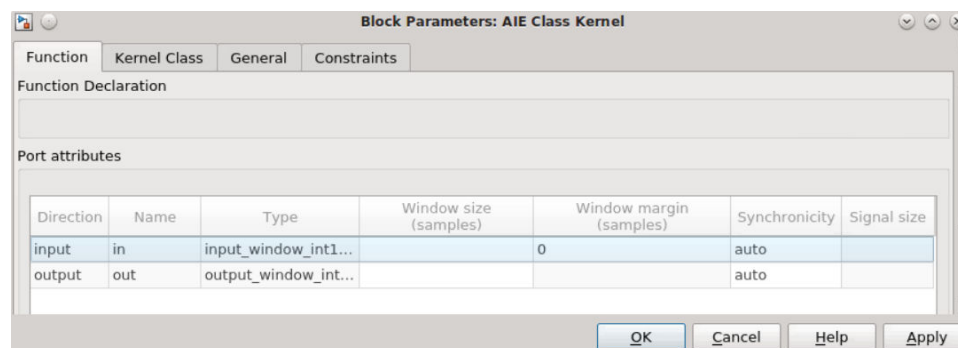 Block Parameters: AIE Class Kernel
Function Kernel Class General Constraints
Function Declaration
Port attributes
Direction Name Type Window size (samples) Window margin (samples) Synchronicity Signal size
input in input_window_int1... 0 auto
output out output_window_int... auto
OK Cancel Help Apply